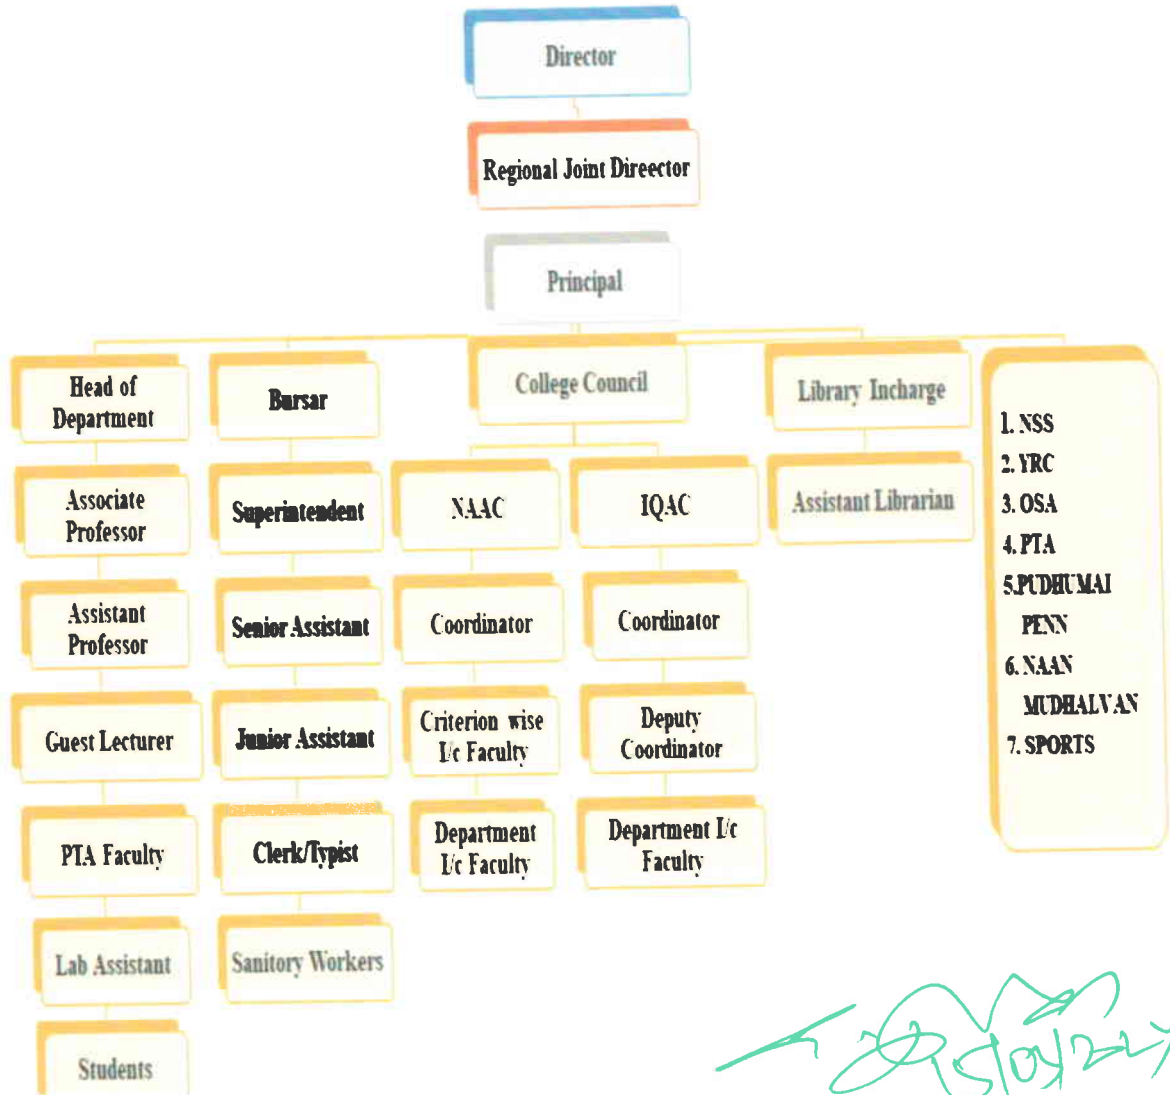 Director
Regional Joint Direector
Principal
Head of
Department
Bursar
College Council
Library Incharge
Associate
Professor
Superintendent
NAAC
IQAC
Assistant Librarian
Assistant
Professor
Senior Assistant
Coordinator
Coordinator
Guest Lecturer
Junior Assistant
Criterion wise
I/c Faculty
Deputy
Coordinator
PTA Faculty
Clerk/Typist
Department
I/c Faculty
Department I/c
Faculty
Lab Assistant
Sanitory Workers
Students
1. NSS
2. YRC
3. OSA
4. PTA
5.PUDHUMAI
PENN
6. NAAN
MUDHALVAN
7. SPORTS